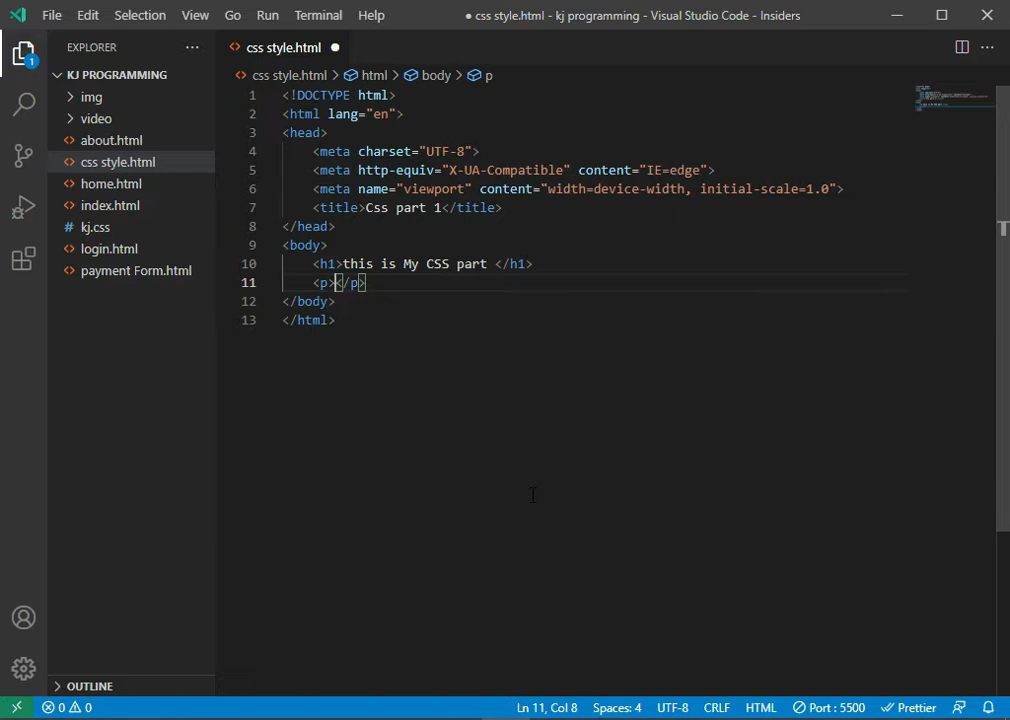 File Edit Selection View Go Run Terminal Help
● css style.html - kj programming - Visual Studio Code - Insiders
EXPLORER ···
1
KJ PROGRAMMING
img
video
about.html
css style.html
home.html
index.html
kj.css
login.html
payment Form.html
OUTLINE
css style.html ●
css style.html > html > body > p
1 <!DOCTYPE html>
2 <html lang="en">
3 <head>
4 <meta charset="UTF-8">
5 <meta http-equiv="X-UA-Compatible" content="IE=edge">
6 <meta name="viewport" content="width=device-width, initial-scale=1.0">
7 <title>Css part 1</title>
8 </head>
9 <body>
10 <h1>this is My CSS part </h1>
11 <p></p>
12 </body>
13 </html>
0 0 Ln 11, Col 8 Spaces: 4 UTF-8 CRLF HTML Port : 5500 Prettier